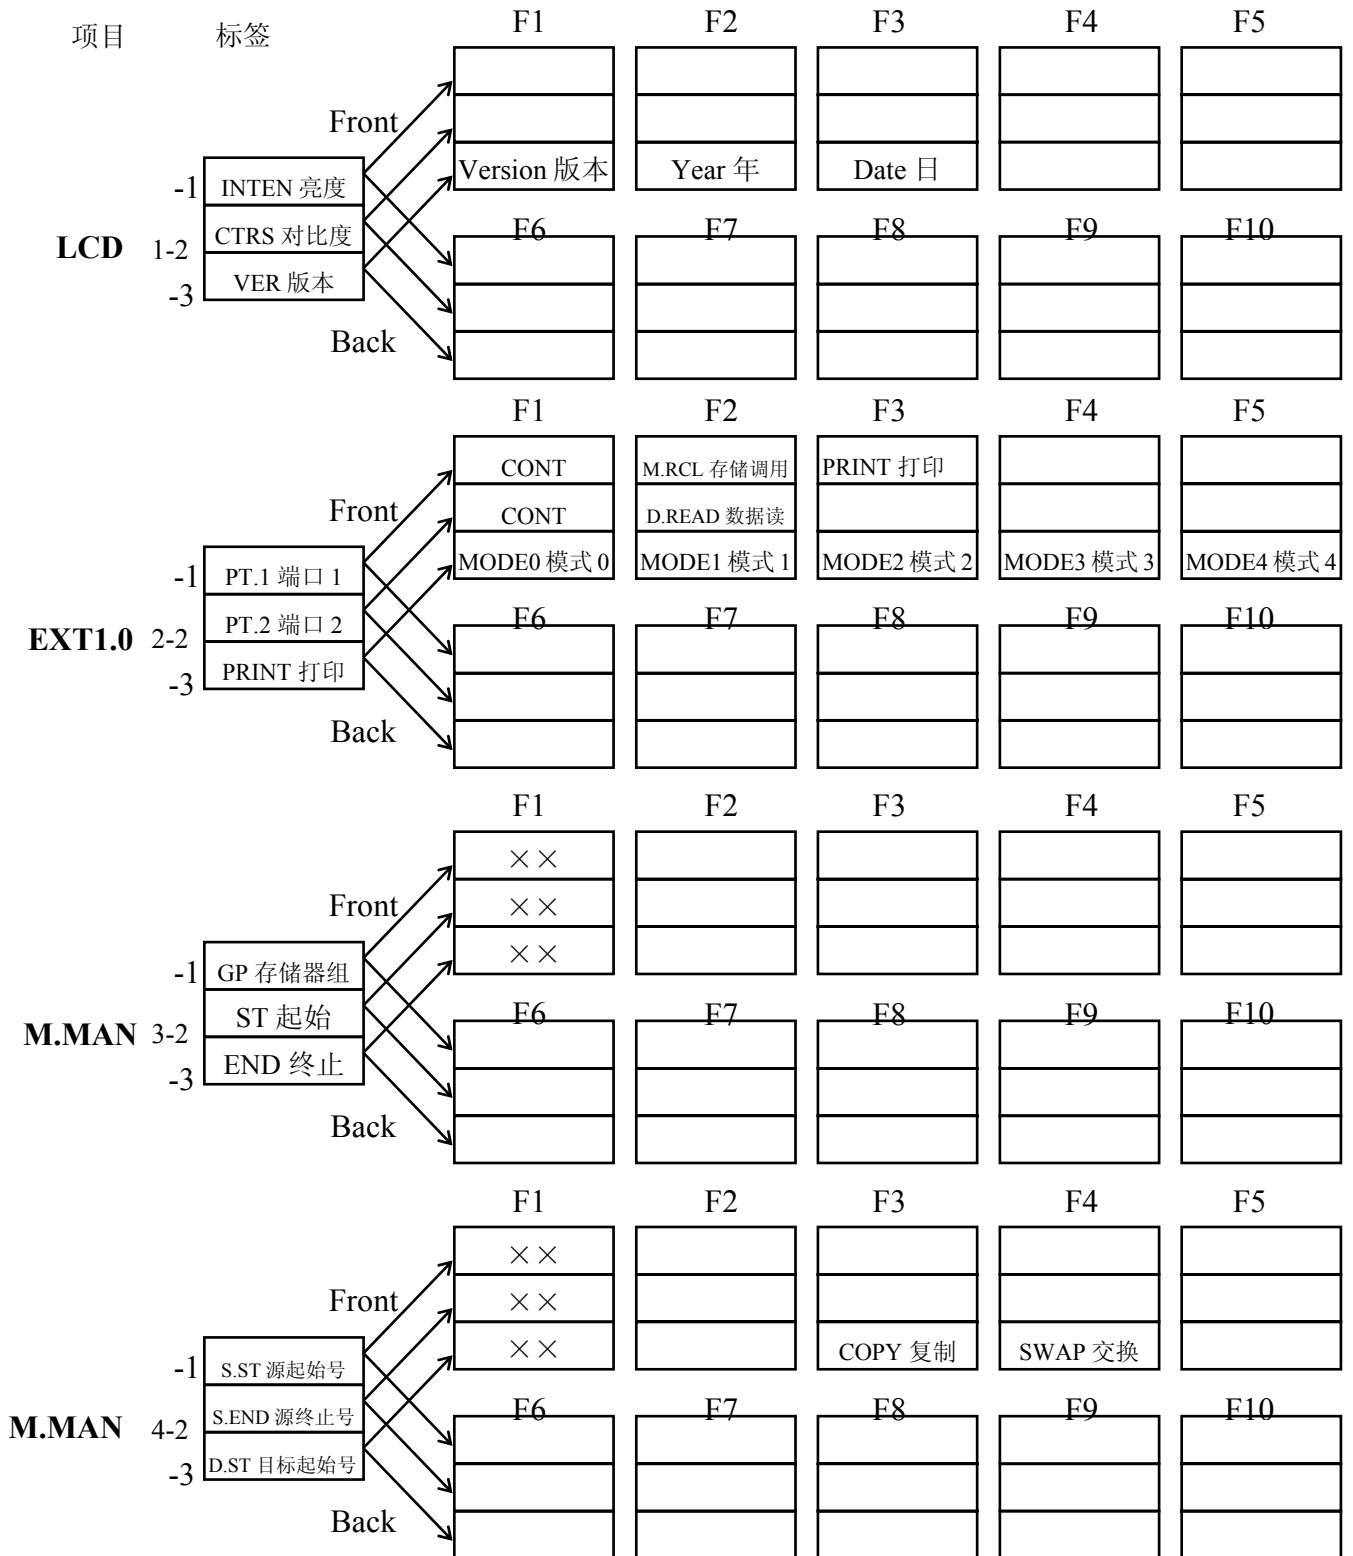 项目 标签 F1 F2 F3 F4 F5
Front
Version 版本 Year 年 Date 日
-1 INTEN 亮度
LCD 1-2 CTRS 对比度 F6 F7 F8 F9 F10
-3 VER 版本
Back
F1 F2 F3 F4 F5
CONT M.RCL 存储调用 PRINT 打印
Front CONT D.READ 数据读
MODE0 模式 0 MODE1 模式 1 MODE2 模式 2 MODE3 模式 3 MODE4 模式 4
-1 PT.1 端口 1
EXT1.0 2-2 PT.2 端口 2 F6 F7 F8 F9 F10
-3 PRINT 打印
Back
F1 F2 F3 F4 F5
××
Front ××
××
-1 GP 存储器组
M.MAN 3-2 ST 起始 F6 F7 F8 F9 F10
-3 END 终止
Back
F1 F2 F3 F4 F5
××
Front ××
×× COPY 复制 SWAP 交换
-1 S.ST 源起始号
M.MAN 4-2 S.END 源终止号 F6 F7 F8 F9 F10
-3 D.ST 目标起始号
Back